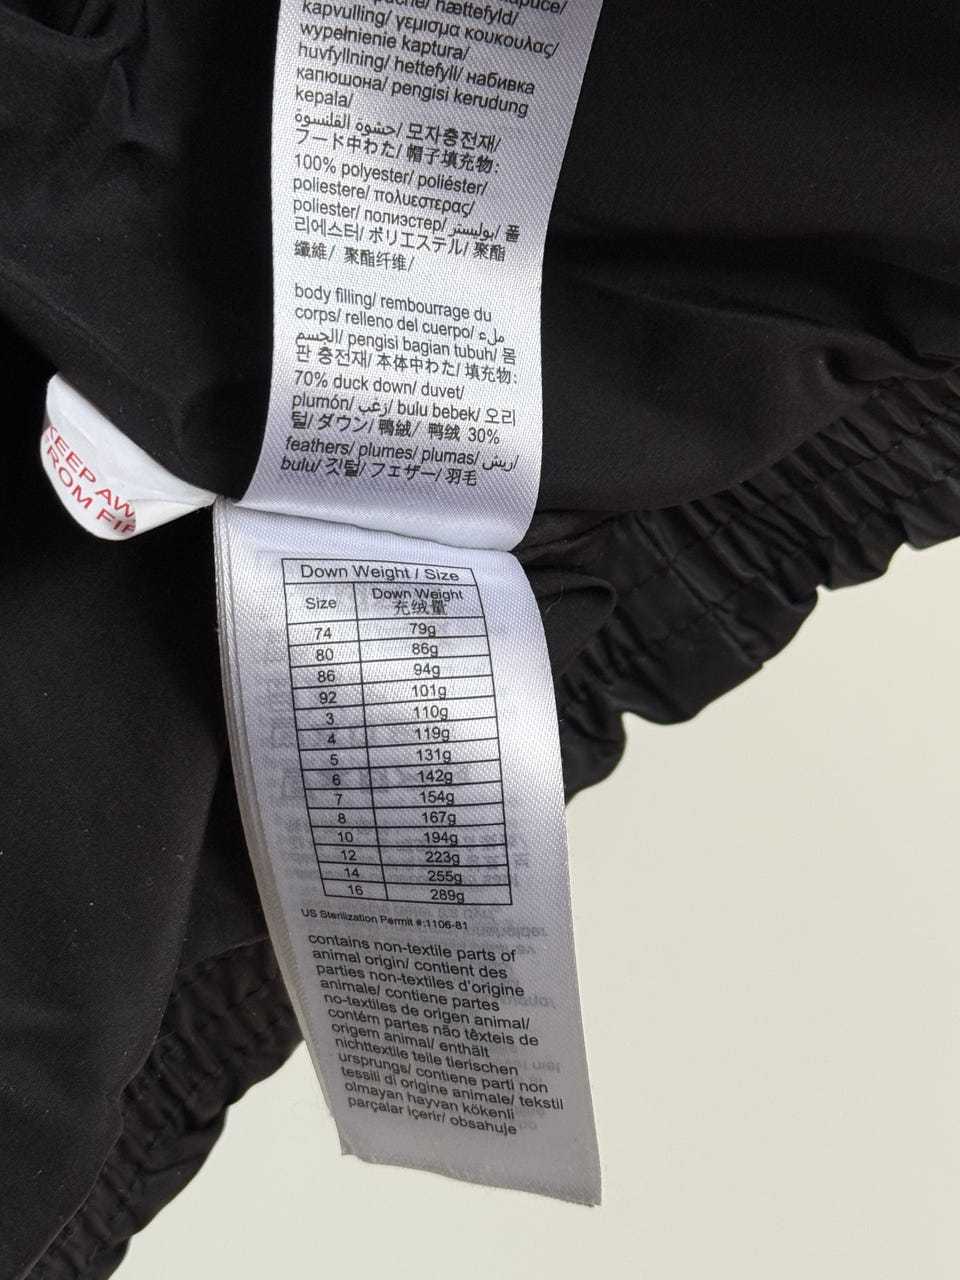 kapvulling/ γεμισμα κουκουλας/
wypełnienie kaptura/
huvfyllning/ hettefyll/ набивка
капюшона/ pengisi kerudung
kepala/
حشوه القلنسوة/ 모자충전재/
フード中わた/ 帽子填充物:
100% polyester/ poliéster/
poliestere/ πολυεστερας/
poliester/ полиэстер/ بوليستر/ 폴
리에스터/ ポリエステル/ 聚酯
纖維/ 聚酯纤维/
body filling/ rembourrage du
corps/ relleno del cuerpo/ ملء
الجسم/ pengisi bagian tubuh/ 몸
판 충전재/ 本体中わた/ 填充物:
70% duck down/ duvet/
plumón/ زغب/ bulu bebek/ 오리
털/ ダウン/ 鴨絨/ 鸭绒 30%
feathers/ plumes/ plumas/ ريش/
bulu/ 깃털/ フェザー/ 羽毛
KEEP AW
FROM FI
Down Weight / Size
Size Down Weight 充绒量
74 79g
80 86g
86 94g
92 101g
3 110g
4 119g
5 131g
6 142g
7 154g
8 167g
10 194g
12 223g
14 255g
16 289g
US Sterilization Permit #:1106-81
contains non-textile parts of
animal origin/ contient des
parties non-textiles d'origine
animale/ contiene partes
no-textiles de origen animal/
contém partes não têxteis de
origem animal/ enthält
nichttextile teile tierischen
ursprungs/ contiene parti non
tessili di origine animale/ tekstil
olmayan hayvan kökenli
parçalar içerir/ obsahuje